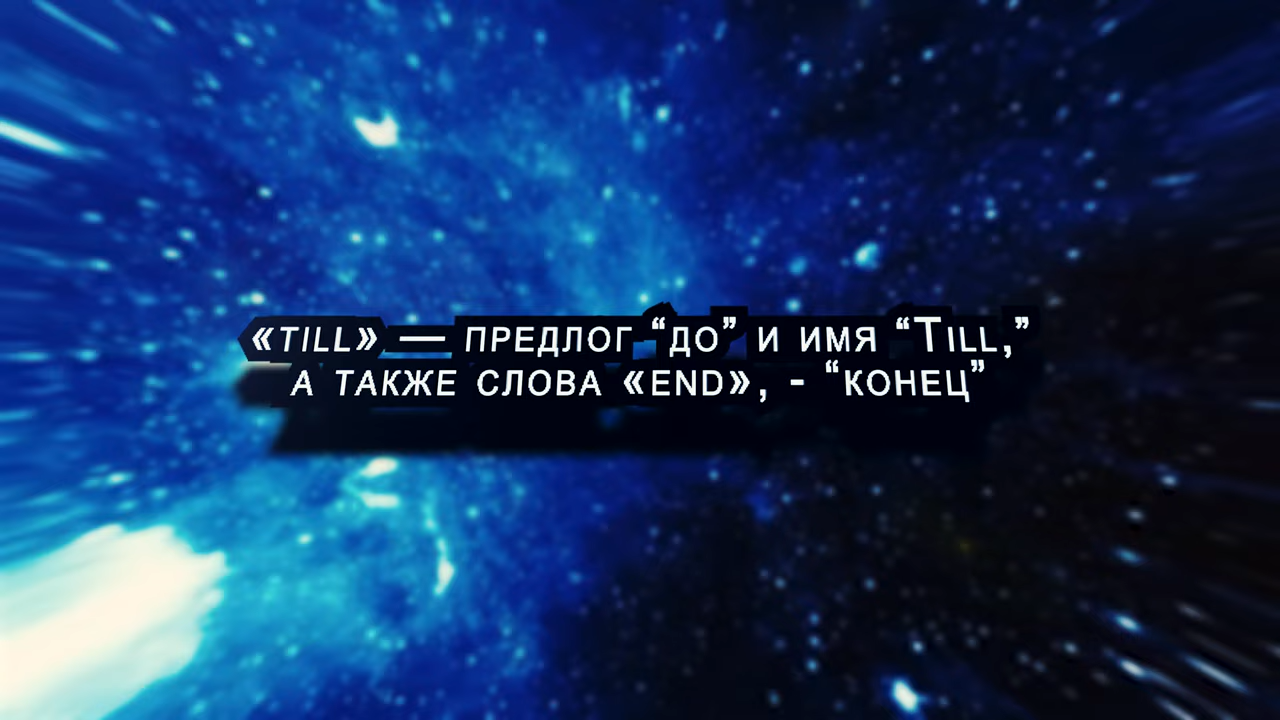 «TILL» — ПРЕДЛОГ “ДО” И ИМЯ “TILL,”
А ТАКЖЕ СЛОВА «END», - “КОНЕЦ”